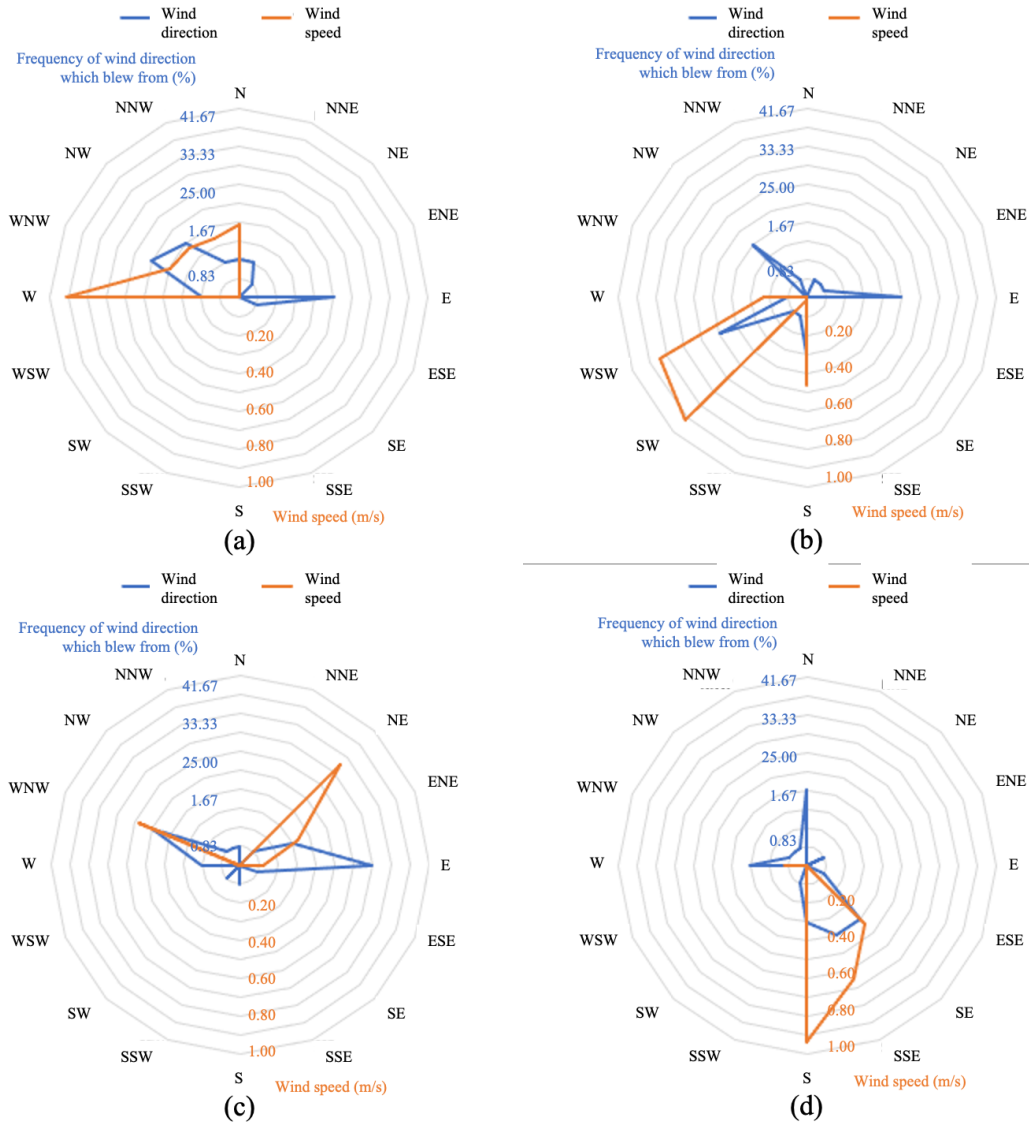 Wind direction
Wind speed
Frequency of wind direction
which blew from (%)
N
NNW
NNE
41.67
NW
33.33
NE
25.00
WNW
1.67
ENE
0.83
W
E
0.20
WSW
0.40
ESE
0.60
SW
0.80
SE
SSW
1.00
SSE
S
Wind speed (m/s)
(a)
Wind direction
Wind speed
Frequency of wind direction
which blew from (%)
N
NNW
NNE
41.67
NW
33.33
NE
25.00
WNW
1.67
ENE
0.83
W
E
0.20
WSW
0.40
ESE
0.60
SW
0.80
SE
SSW
1.00
SSE
S
Wind speed (m/s)
(b)
Wind direction
Wind speed
Frequency of wind direction
which blew from (%)
N
NNW
NNE
41.67
NW
33.33
NE
25.00
WNW
1.67
ENE
0.83
W
E
0.20
WSW
0.40
ESE
0.60
SW
0.80
SE
SSW
1.00
SSE
S
Wind speed (m/s)
(c)
Wind direction
Wind speed
Frequency of wind direction
which blew from (%)
N
NNW
NNE
41.67
NW
33.33
NE
25.00
WNW
1.67
ENE
0.83
W
E
0.20
WSW
0.40
ESE
0.60
SW
0.80
SE
SSW
1.00
SSE
S
Wind speed (m/s)
(d)